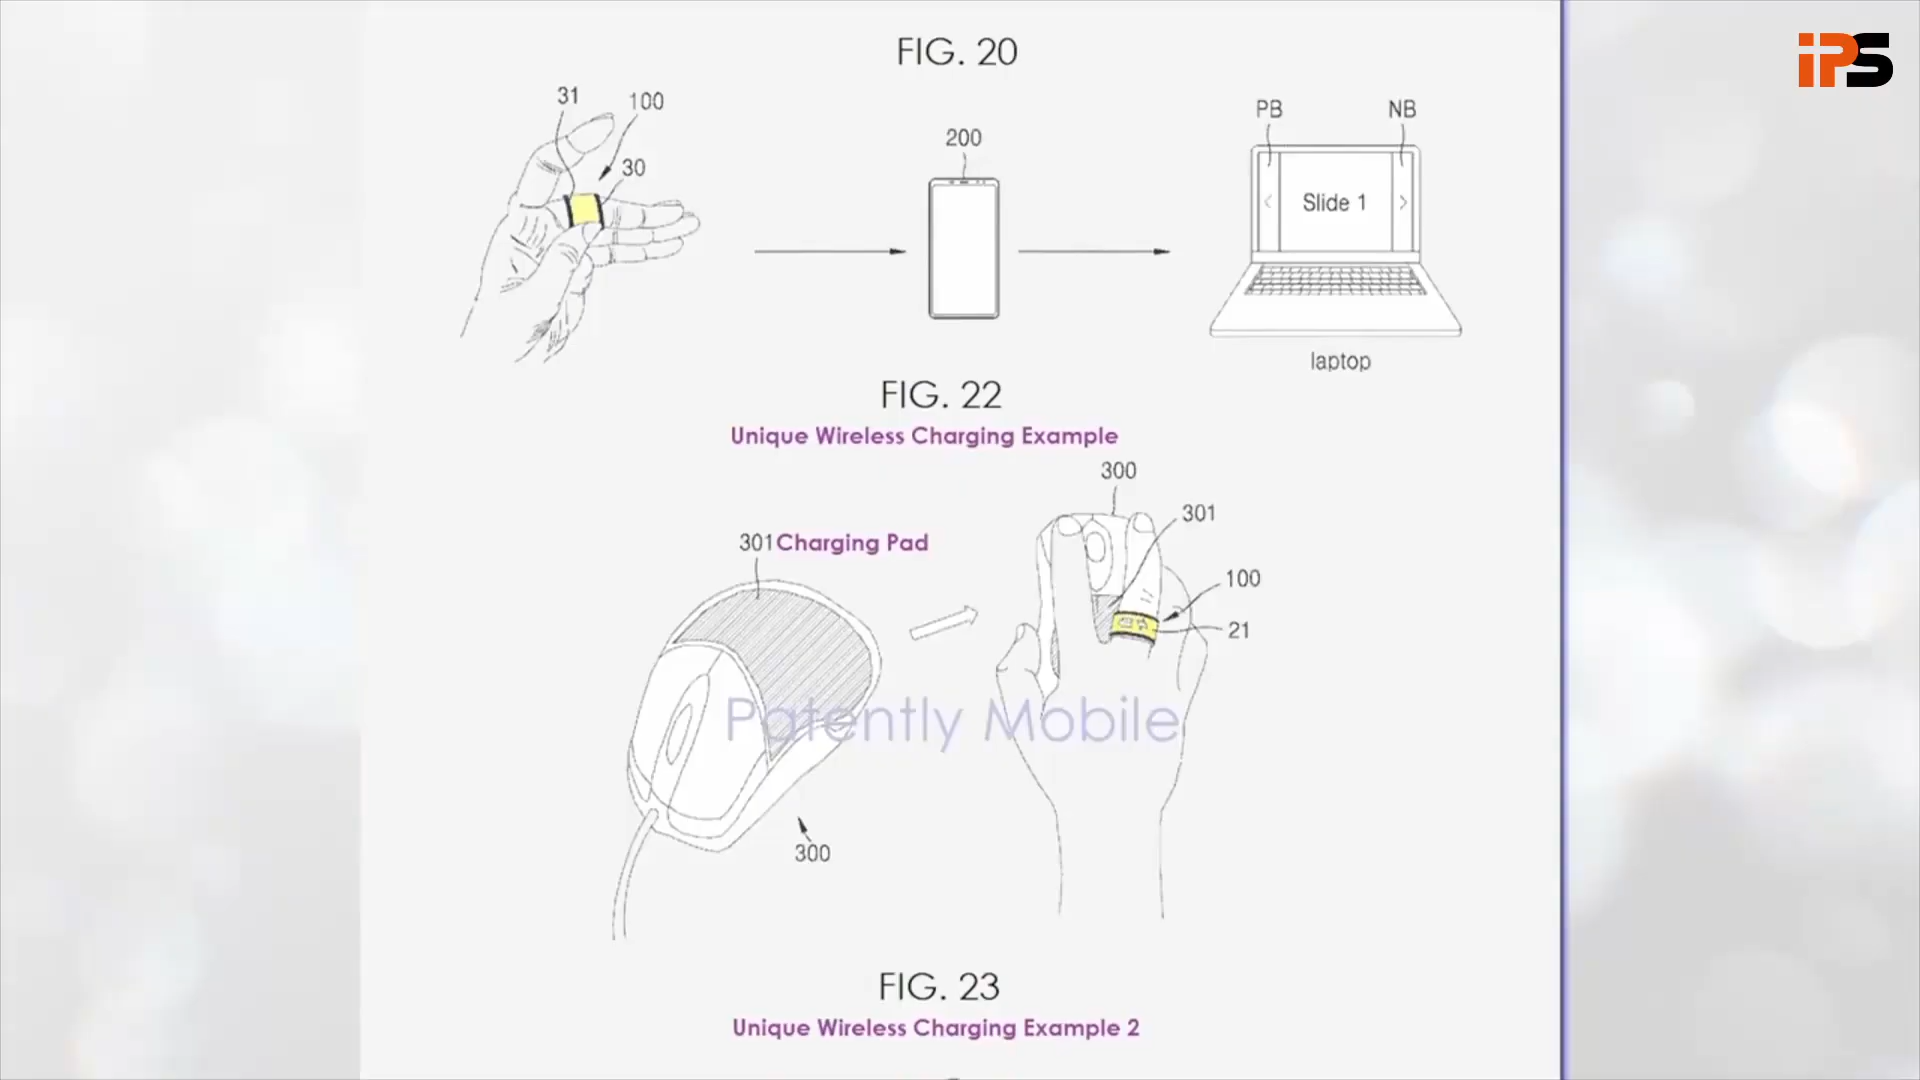 iPS
FIG. 20
31
100
30
200
PB
NB
< Slide 1 >
laptop
FIG. 22
Unique Wireless Charging Example
300
301
301 Charging Pad
100
21
Patently Mobile
300
FIG. 23
Unique Wireless Charging Example 2